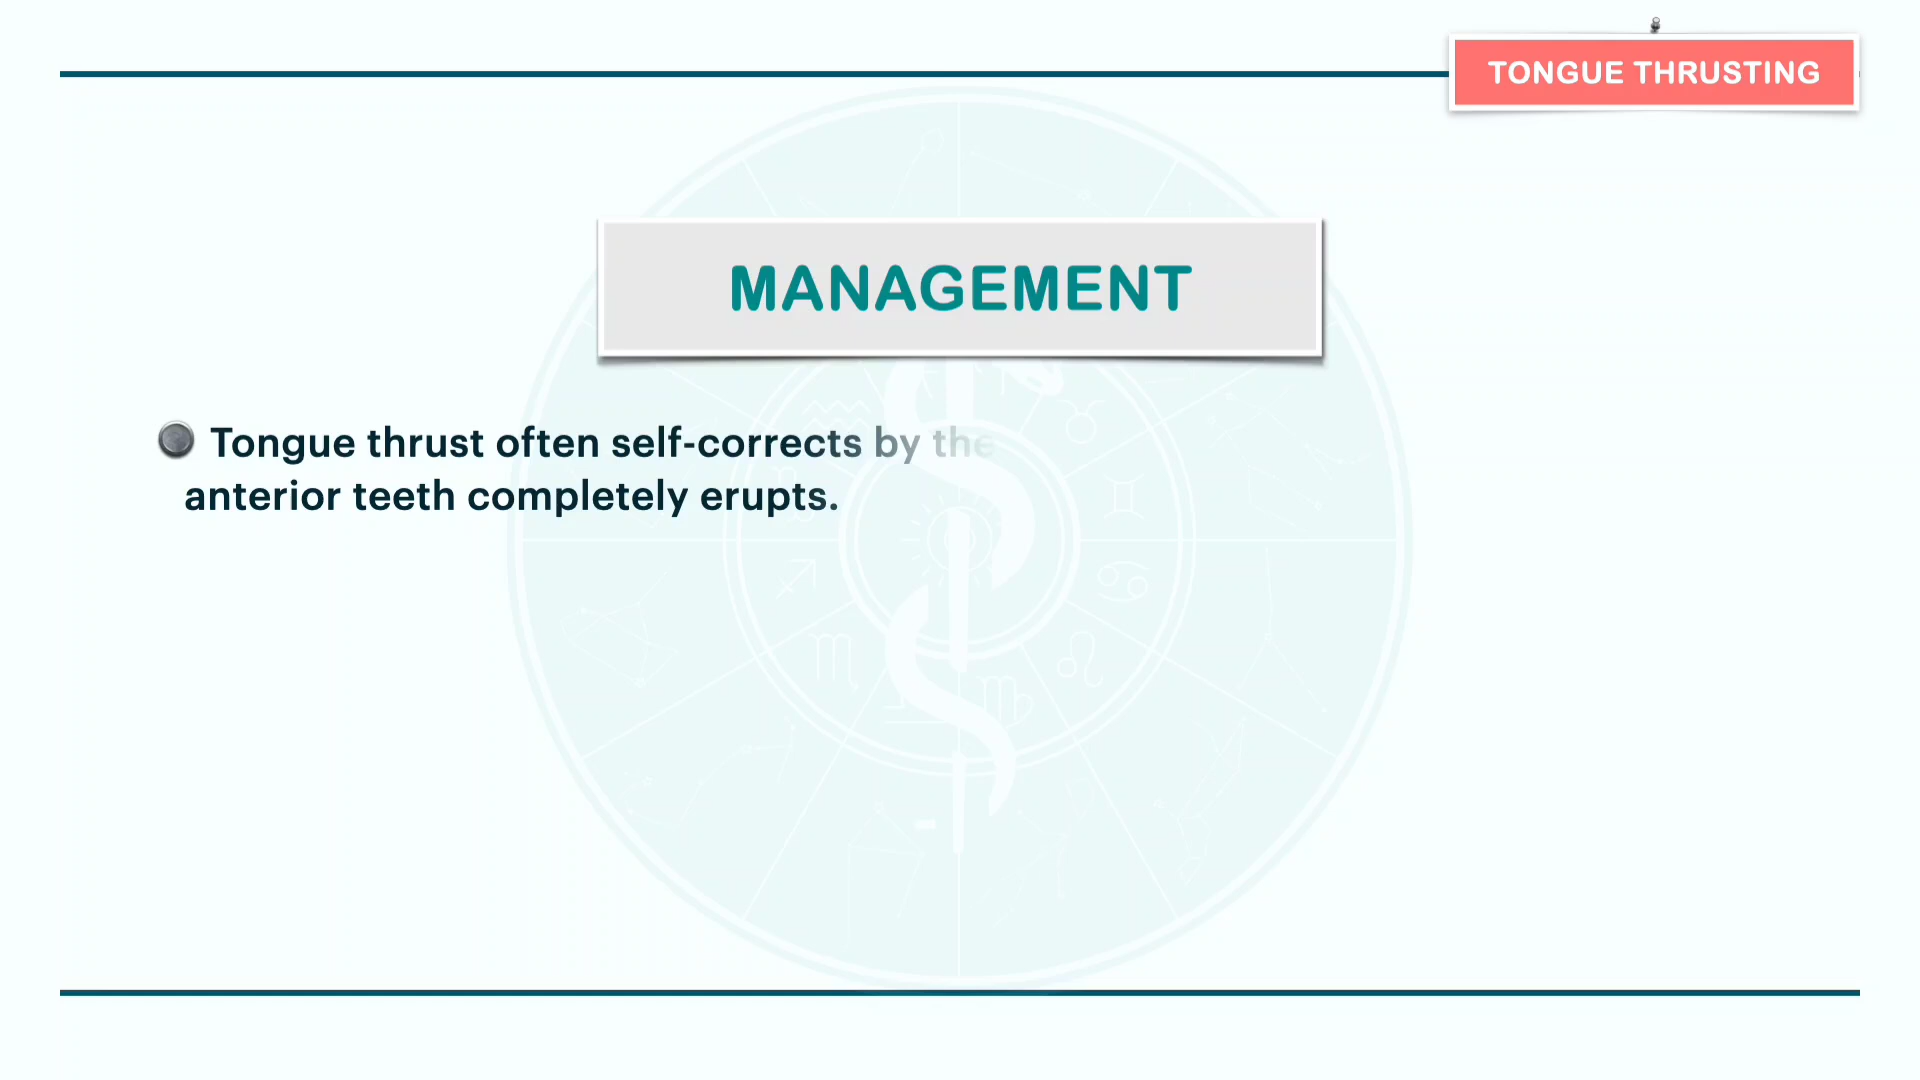 TONGUE THRUSTING
MANAGEMENT
Tongue thrust often self-corrects by the
anterior teeth completely erupts.